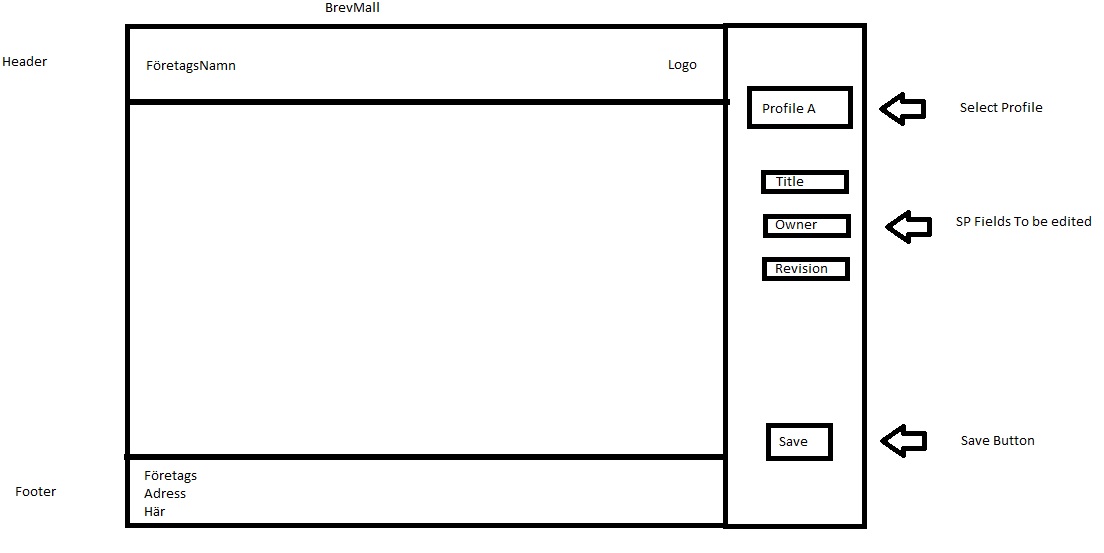 BrevMall
Header
FöretagsNamn
Logo
Profile A
Select Profile
Title
Owner
SP Fields To be edited
Revision
Save
Save Button
Footer
Företags
Adress
Här